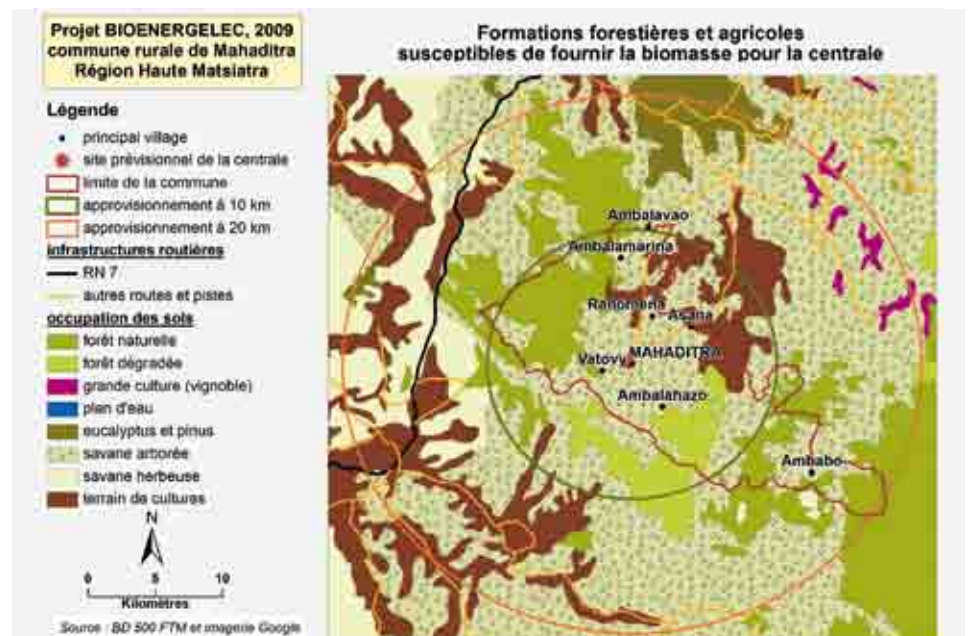 Projet BIOENERGELEC, 2009
commune rurale de Mahaditra
Région Haute Matsiatra
Formations forestières et agricoles
susceptibles de fournir la biomasse pour la centrale
Légende
principal village
site prévisionnel de la centrale
limite de la commune
approvisionnement à 10 km
approvisionnement à 20 km
infrastructures routières
RN 7
autres routes et pistes
occupation des sols
forêt naturelle
forêt dégradée
grande culture (vignoble)
plan d'eau
eucalyptus et pinus
savane arborée
savane herbeuse
terrain de cultures
N
0 5 10
Kilomètres
Source : BD 500 FTM et imagerie Google
Ambalavao
Ambalamarina
Ranomena
Asana
Vatovy
MAHADITRA
Ambalahazo
Ambabo